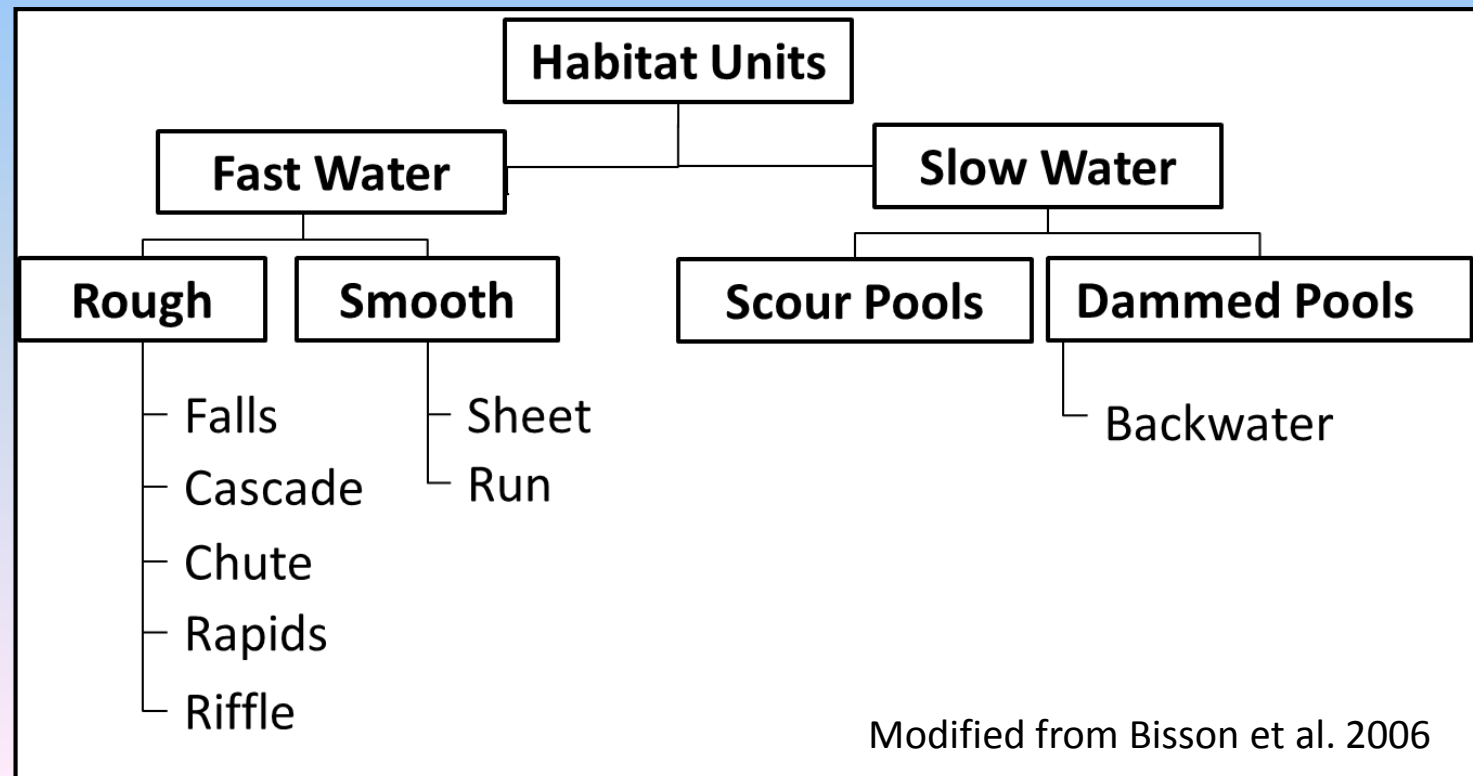 Habitat Units
Fast Water
Slow Water
Rough
Smooth
Scour Pools
Dammed Pools
Falls
Cascade
Chute
Rapids
Riffle
Sheet
Run
Backwater
Modified from Bisson et al. 2006